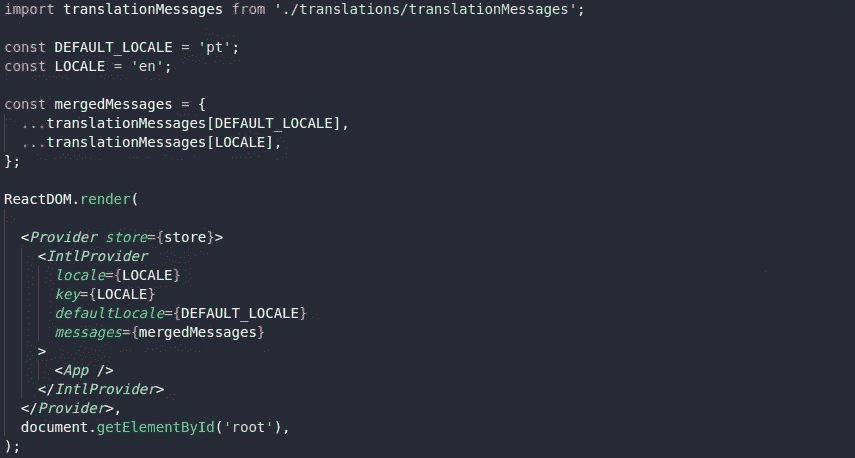 import translationMessages from './translations/translationMessages';
const DEFAULT_LOCALE = 'pt';
const LOCALE = 'en';
const mergedMessages = {
  ...translationMessages[DEFAULT_LOCALE],
  ...translationMessages[LOCALE],
};
ReactDOM.render(
  <Provider store={store}>
    <IntlProvider
      locale={LOCALE}
      key={LOCALE}
      defaultLocale={DEFAULT_LOCALE}
      messages={mergedMessages}
    >
      <App />
    </IntlProvider>
  </Provider>,
  document.getElementById('root'),
);